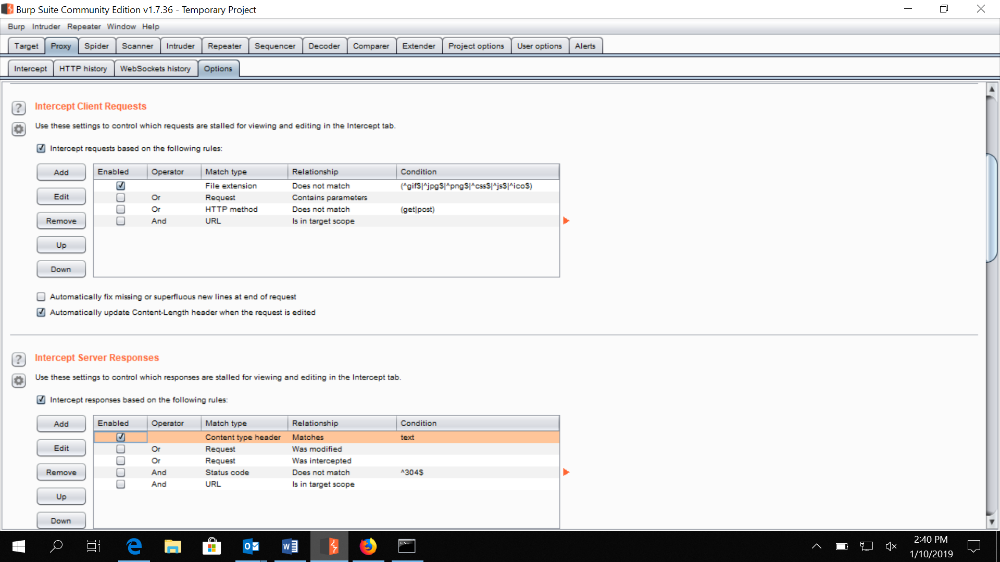 Burp Suite Community Edition v1.7.36 - Temporary Project
Burp Intruder Repeater Window Help
Target Proxy Spider Scanner Intruder Repeater Sequencer Decoder Comparer Extender Project options User options Alerts
Intercept HTTP history WebSockets history Options
? Intercept Client Requests
Use these settings to control which requests are stalled for viewing and editing in the Intercept tab.
Intercept requests based on the following rules:
Add Enabled Operator Match type Relationship Condition
File extension Does not match (^gif$|^jpg$|^png$|^css$|^js$|^ico$)
Edit Or Request Contains parameters
Or HTTP method Does not match (get|post)
Remove And URL Is in target scope
Up
Down
Automatically fix missing or superfluous new lines at end of request
Automatically update Content-Length header when the request is edited
? Intercept Server Responses
Use these settings to control which responses are stalled for viewing and editing in the Intercept tab.
Intercept responses based on the following rules:
Add Enabled Operator Match type Relationship Condition
Content type header Matches text
Edit Or Request Was modified
Or Request Was intercepted
Remove And Status code Does not match ^304$
And URL Is in target scope
Up
Down
2:40 PM
1/10/2019